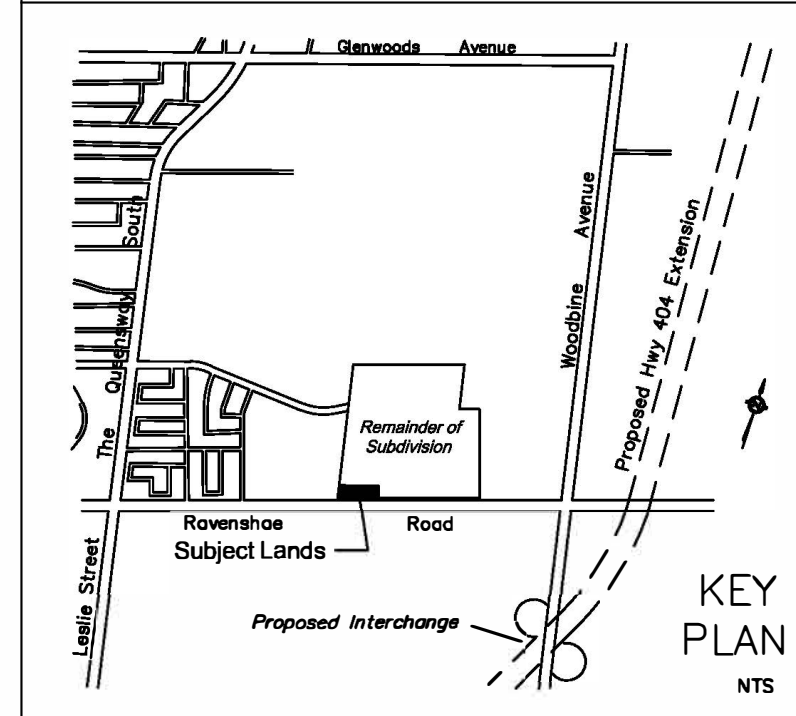 Glenwoods Avenue
The Queensway South
Woodbine Avenue
Proposed Hwy 404 Extension
Remainder of
Subdivision
Ravenshoe Road
Subject Lands
Leslie Street
Proposed Interchange
KEY
PLAN
NTS